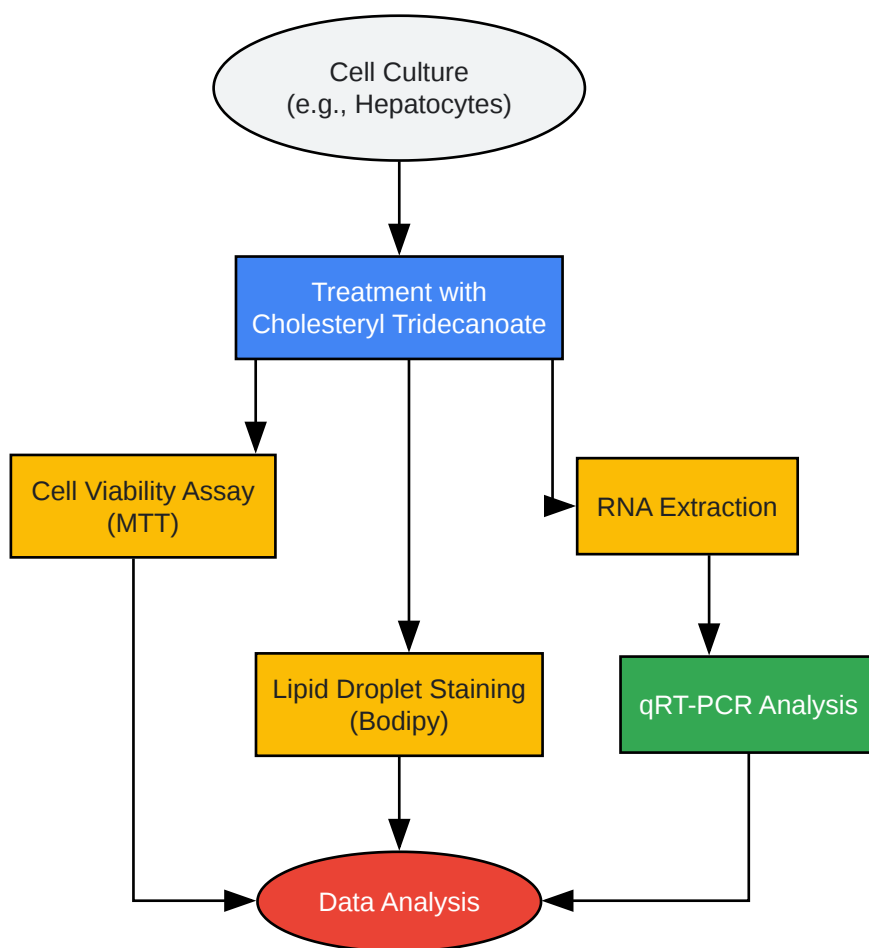 Cell Culture
(e.g., Hepatocytes)
Treatment with
Cholesteryl Tridecanoate
Cell Viability Assay
(MTT)
RNA Extraction
Lipid Droplet Staining
(Bodipy)
qRT-PCR Analysis
Data Analysis